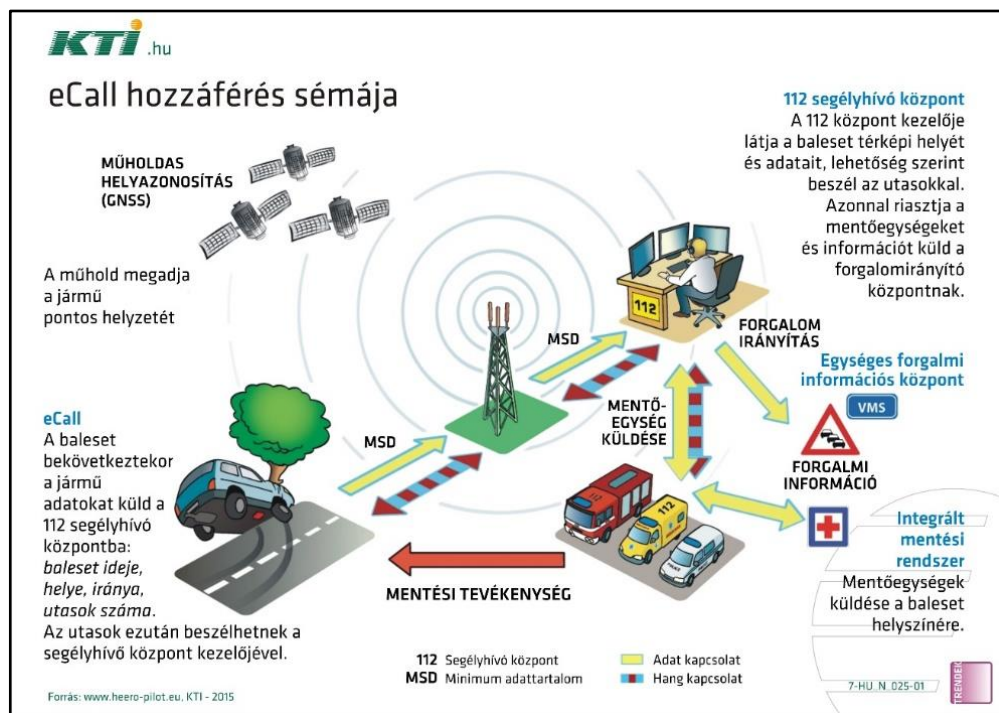 KTI.hu
eCall hozzáférés sémája
MŰHOLDAS
HELYAZONOSÍTÁS
(GNSS)
A műhold megadja
a jármű
pontos helyzetét
112 segélyhívó központ
A 112 központ kezelője
látja a baleset térképi helyét
és adatait, lehetőség szerint
beszél az utasokkal.
Azonnal riasztja a
mentőegységeket
és információt küld a
forgalomirányító
központnak.
112
MSD
FORGALOM
IRÁNYÍTÁS
Egységes forgalmi
információs központ
VMS
FORGALMI
INFORMÁCIÓ
eCall
A baleset
bekövetkeztekor
a jármű
adatokat küld a
112 segélyhívó
központba:
baleset ideje,
helye, iránya,
utasok száma.
Az utasok ezután beszélhetnek a
segélyhívő központ kezelőjével.
MSD
MENTŐ-
EGYSÉG
KÜLDÉSE
112
112
POLICE
Integrált
mentési
rendszer
Mentőegységek
küldése a baleset
helyszínére.
MENTÉSI TEVÉKENYSÉG
112 Segélyhívó központ
MSD Minimum adattartalom
Adat kapcsolat
Hang kapcsolat
Forrás: www.heero-pilot.eu, KTI - 2015
7-HU_N_025-01
TRENDEK